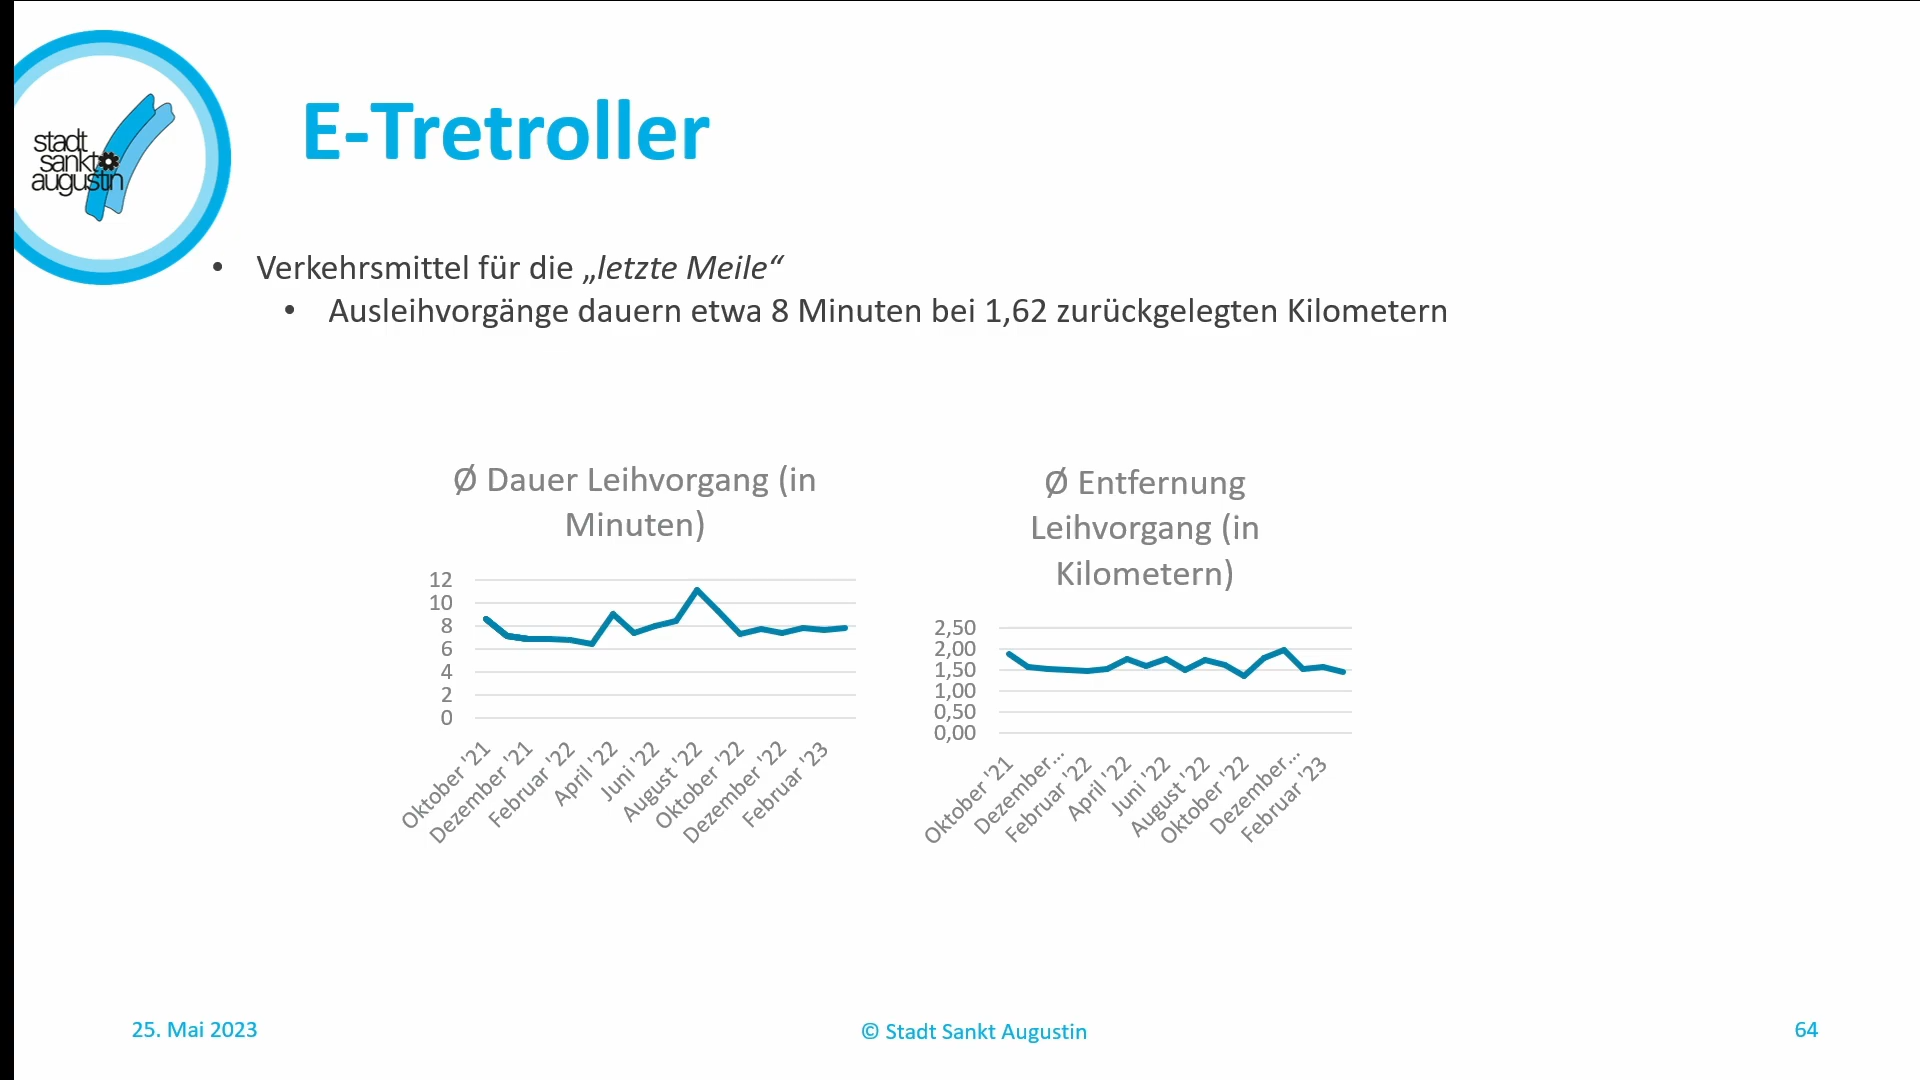 stadt
sankt
augustin
E-Tretroller
• Verkehrsmittel für die „letzte Meile“
• Ausleihvorgänge dauern etwa 8 Minuten bei 1,62 zurückgelegten Kilometern
Ø Dauer Leihvorgang (in
Minuten)
12
10
8
6
4
2
0
Oktober '21
Dezember '21
Februar '22
April '22
Juni '22
August '22
Oktober '22
Dezember '22
Februar '23
Ø Entfernung
Leihvorgang (in
Kilometern)
2,50
2,00
1,50
1,00
0,50
0,00
Oktober '21
Dezember...
Februar '22
April '22
Juni '22
August '22
Oktober '22
Dezember...
Februar '23
25. Mai 2023
© Stadt Sankt Augustin
64